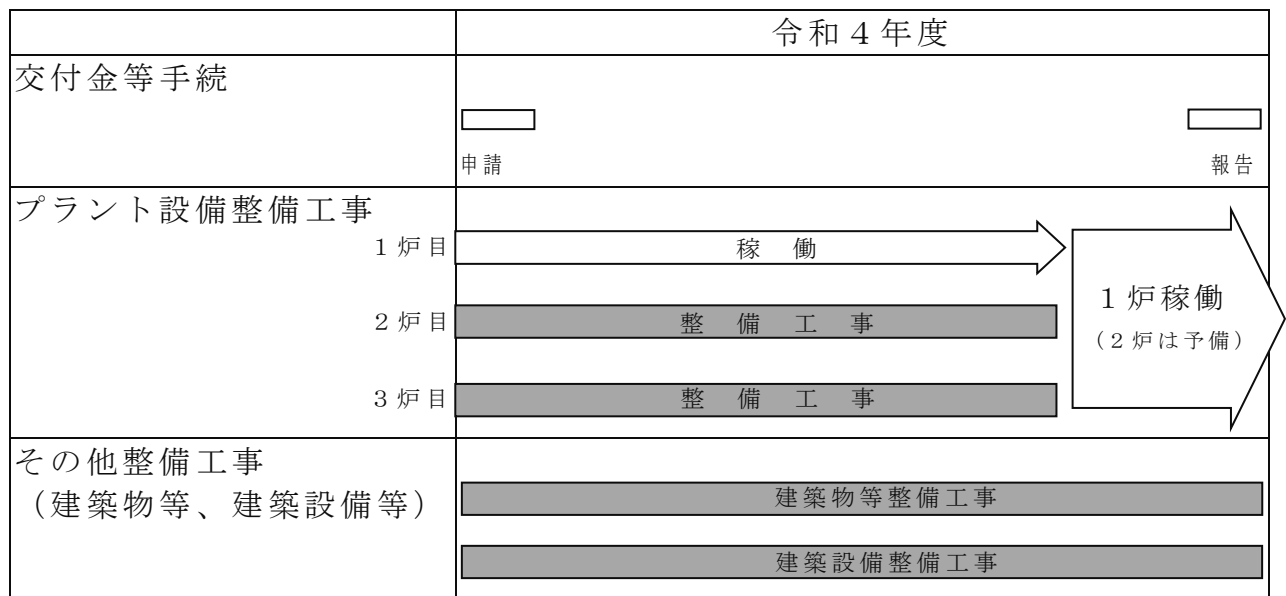 令和４年度
交付金等手続
申請
報告
プラント設備整備工事
１炉目
稼　働
２炉目
整　備　工　事
３炉目
整　備　工　事
１炉稼働
（２炉は予備）
その他整備工事
（建築物等、建築設備等）
建築物等整備工事
建築設備整備工事